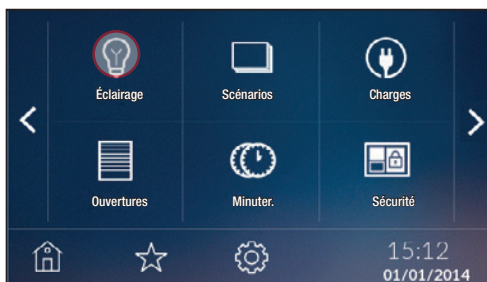 Éclairage
Scénarios
Charges
Ouvertures
Minuter.
Sécurité
15:12
01/01/2014